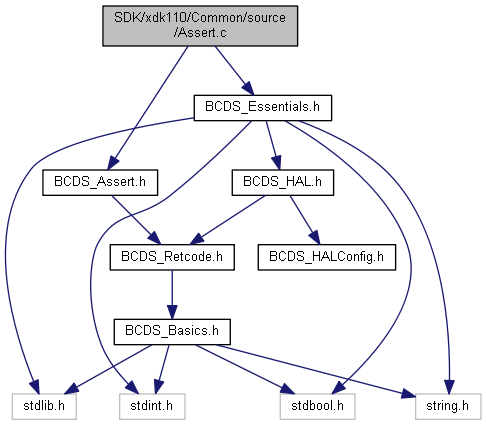 SDK/xdk110/Common/source
/Assert.c
BCDS_Essentials.h
BCDS_Assert.h
BCDS_HAL.h
BCDS_Retcode.h
BCDS_HALConfig.h
BCDS_Basics.h
stdlib.h
stdint.h
stdbool.h
string.h